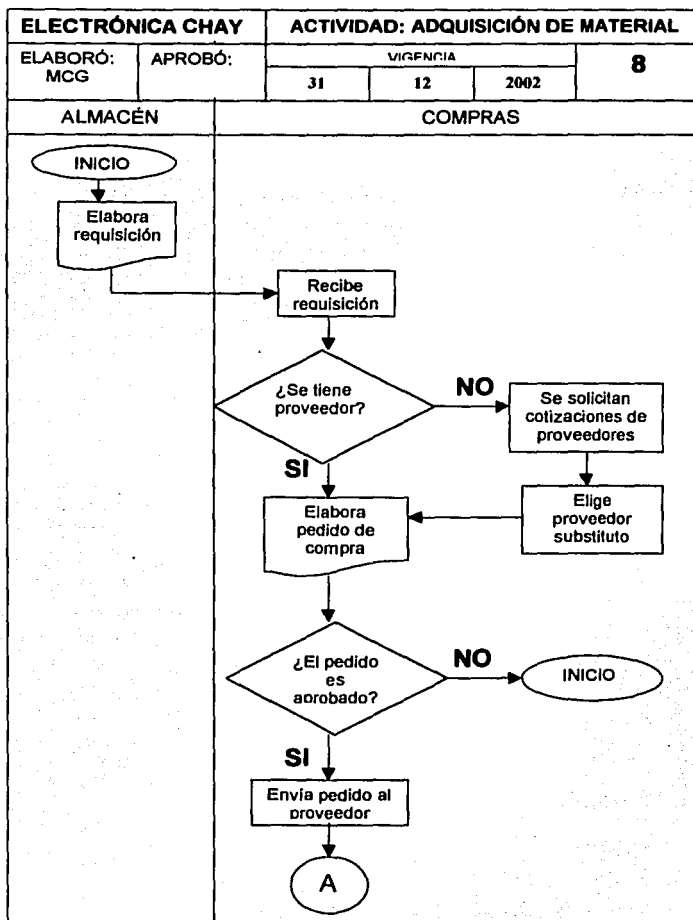 ELECTRÓNICA CHAY
ACTIVIDAD: ADQUISICIÓN DE MATERIAL
ELABORÓ:
MCG
APROBÓ:
VIGENCIA
31
12
2002
8
ALMACÉN
COMPRAS
INICIO
Elabora
requisición
Recibe
requisición
¿Se tiene
proveedor?
NO
Se solicitan
cotizaciones de
proveedores
SI
Elige
proveedor
substituto
Elabora
pedido de
compra
¿El pedido
es
aprobado?
NO
INICIO
SI
Envía pedido al
proveedor
A